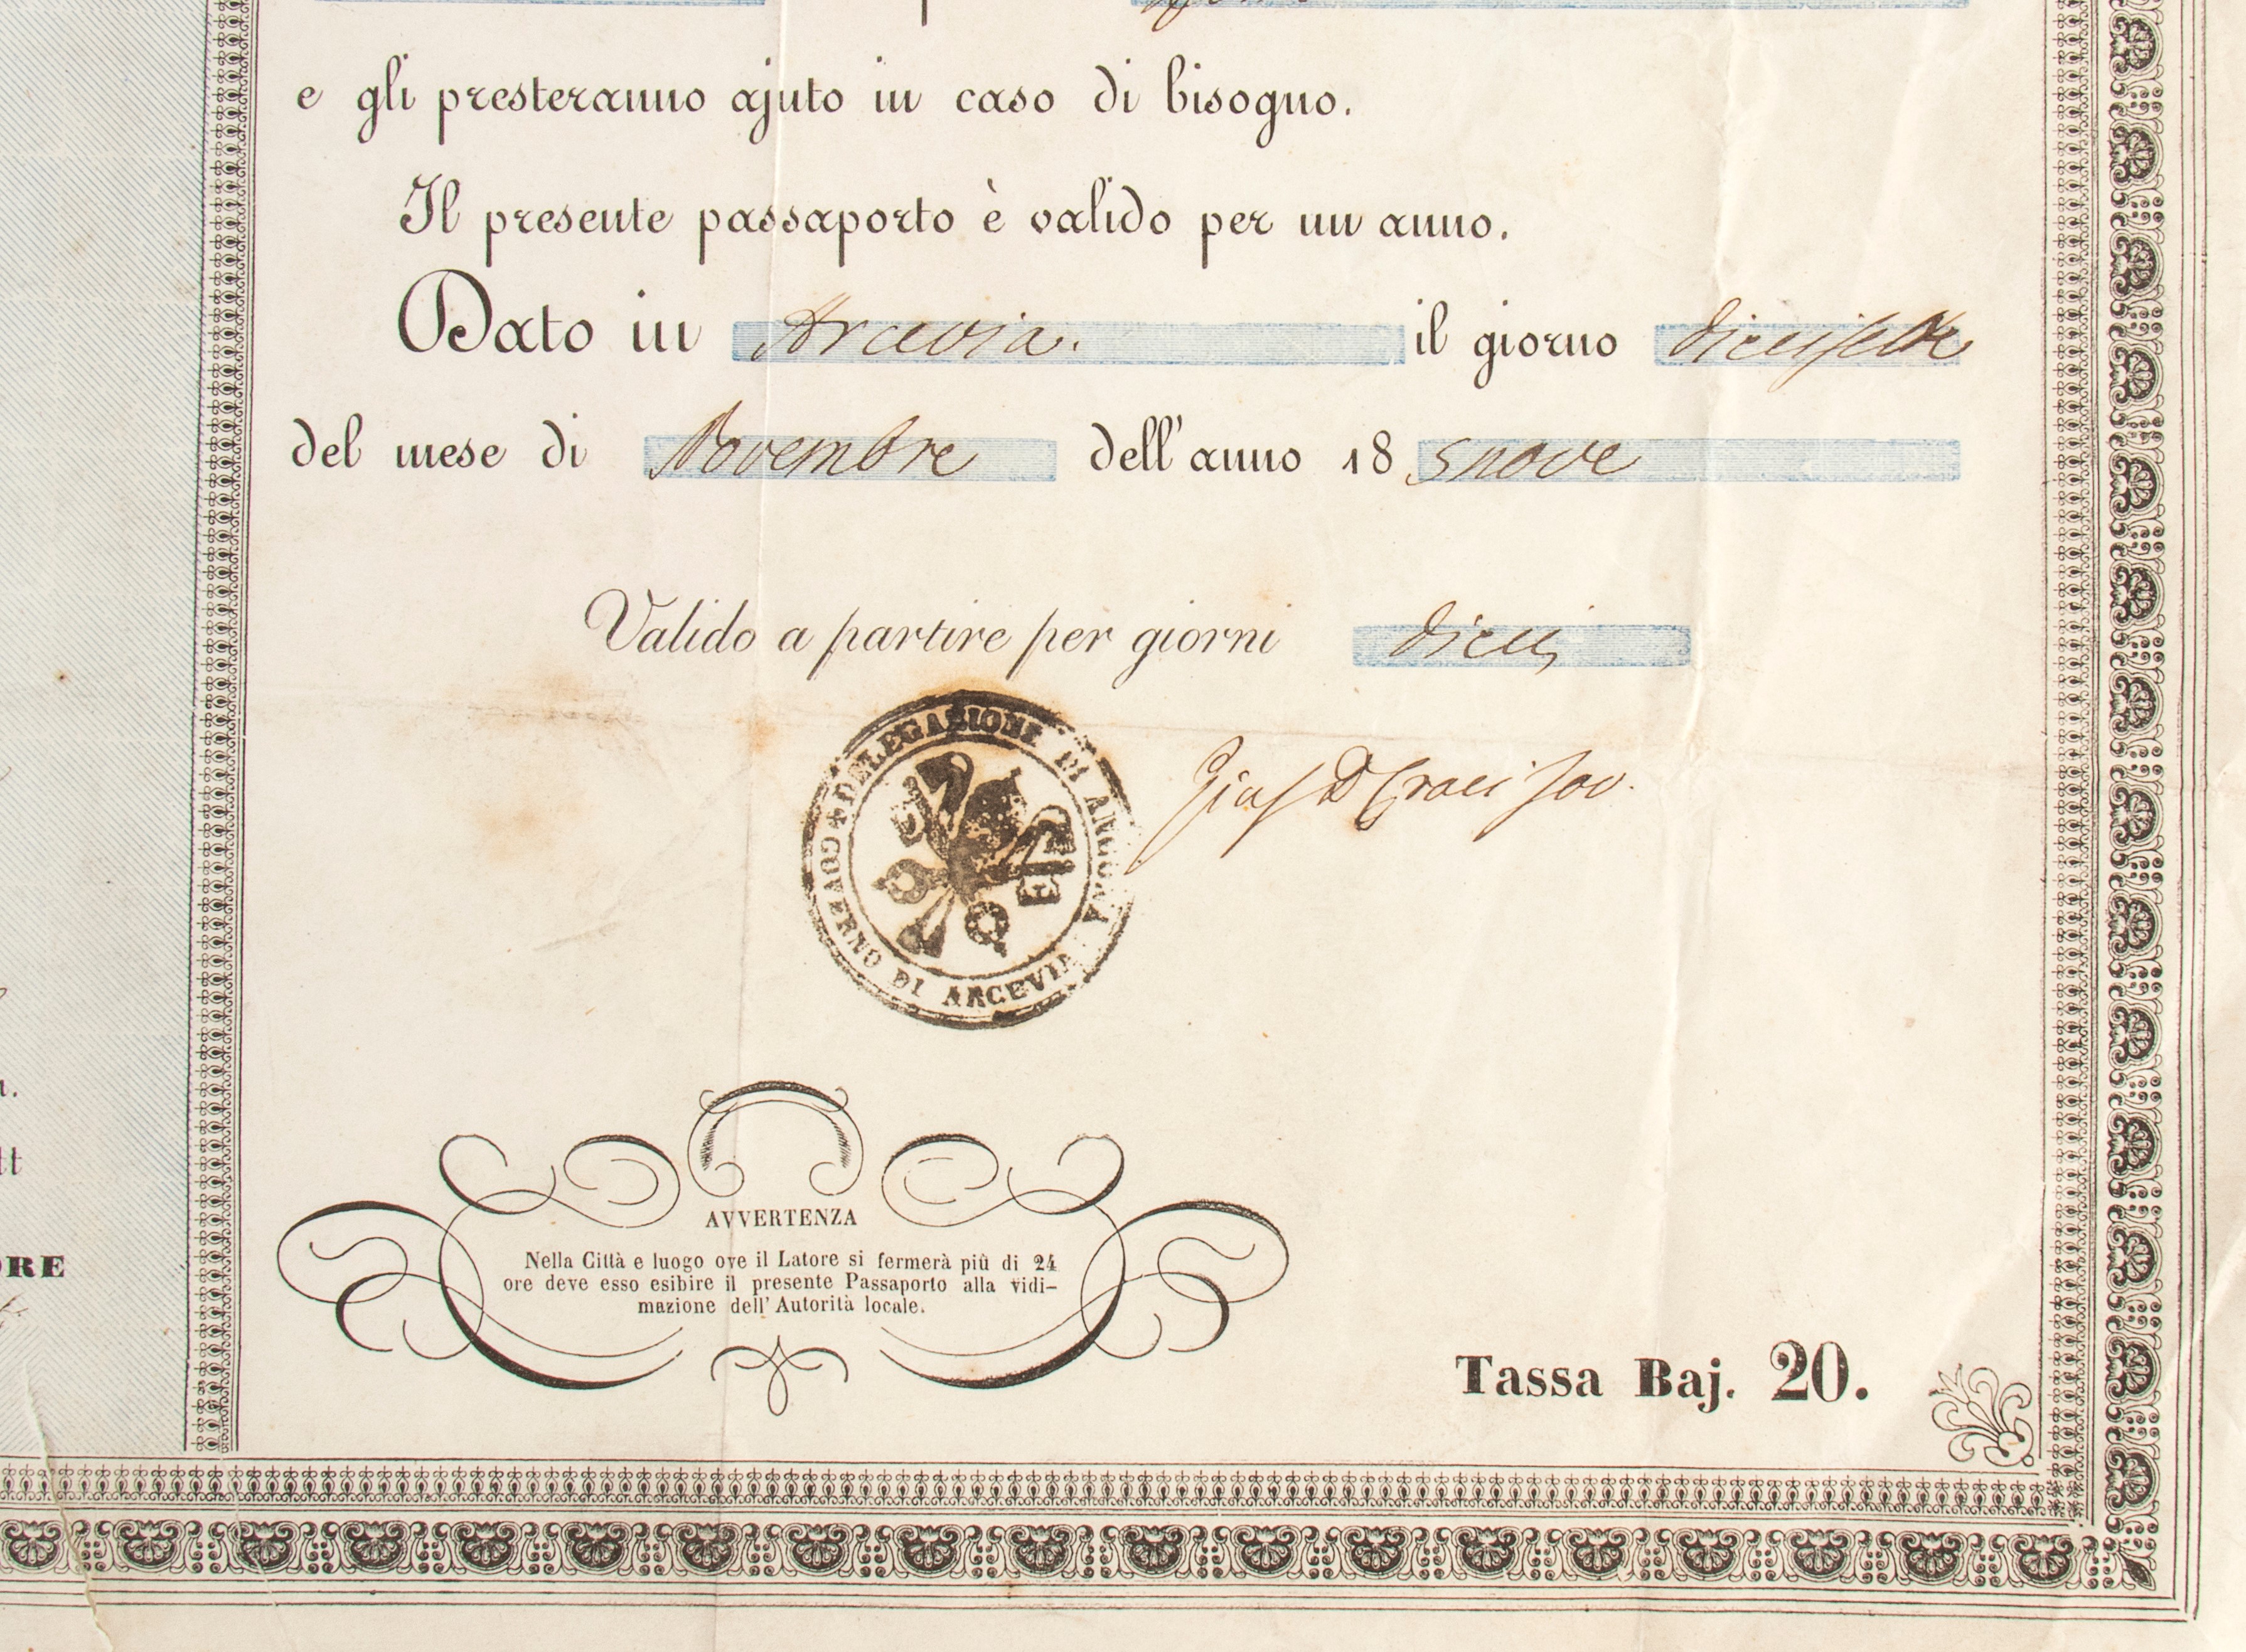 e gli presteranno ajuto in caso di bisogno.
Il presente passaporto è valido per un anno.
Dato in Arcevia. il giorno diecisette
del mese di Novembre dell'anno 18 5nove
Valido a partire per giorni dieci
DELEGAZIONE DI ANCONA
GOVERNO DI ARCEVIA
AVVERTENZA
Nella Città e luogo ove il Latore si fermerà più di 24
ore deve esso esibire il presente Passaporto alla vidi-
mazione dell'Autorità locale.
Tassa Baj. 20.
ORE